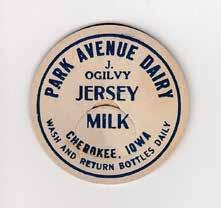 PARK AVENUE DAIRY
J.
OGILVY
JERSEY
MILK
CHEROKEE, IOWA
WASH AND RETURN BOTTLES DAILY